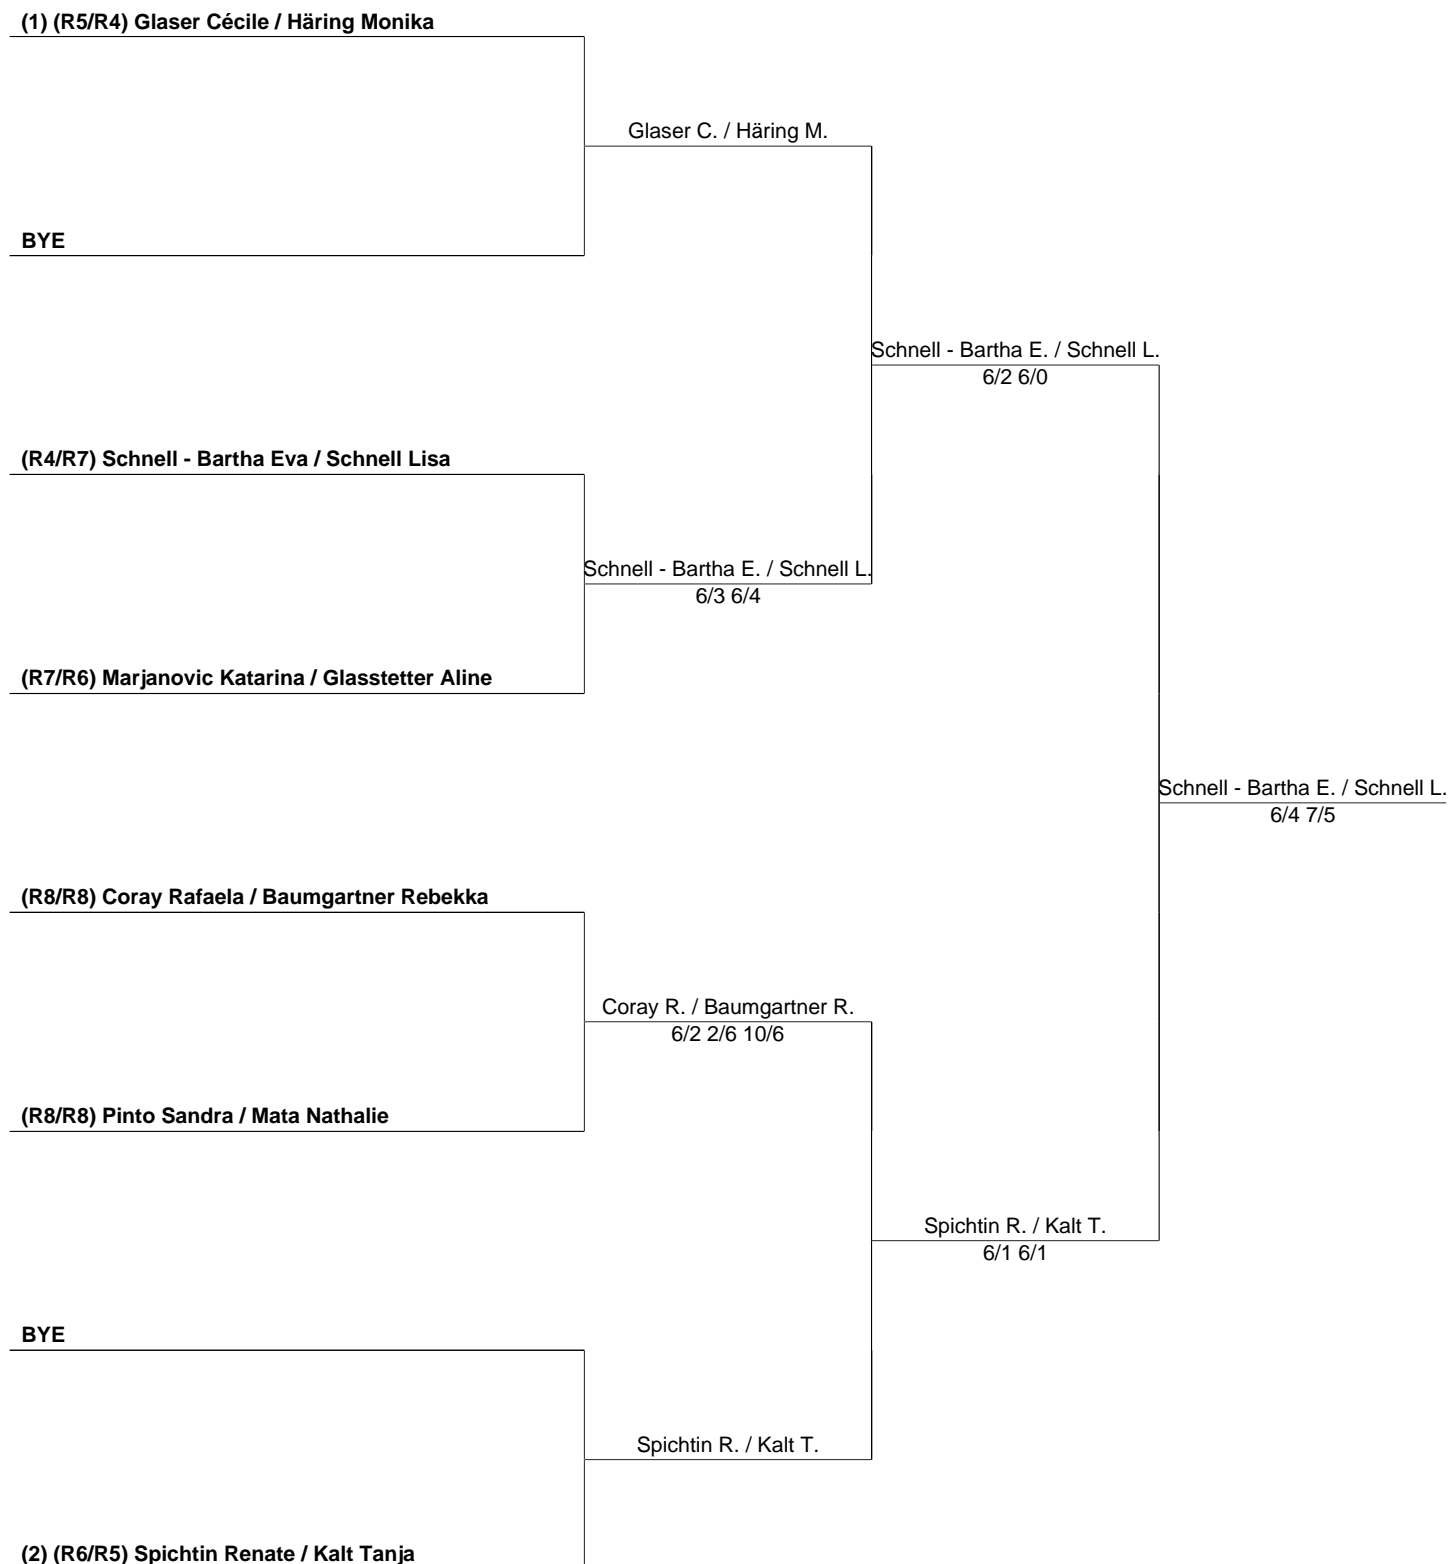 (1) (R5/R4) Glaser Cécile / Häring Monika
Glaser C. / Häring M.
BYE
Schnell - Bartha E. / Schnell L.
6/2 6/0
(R4/R7) Schnell - Bartha Eva / Schnell Lisa
Schnell - Bartha E. / Schnell L.
6/3 6/4
(R7/R6) Marjanovic Katarina / Glasstetter Aline
Schnell - Bartha E. / Schnell L.
6/4 7/5
(R8/R8) Coray Rafaela / Baumgartner Rebekka
Coray R. / Baumgartner R.
6/2 2/6 10/6
(R8/R8) Pinto Sandra / Mata Nathalie
Spichtin R. / Kalt T.
6/1 6/1
BYE
Spichtin R. / Kalt T.
(2) (R6/R5) Spichtin Renate / Kalt Tanja